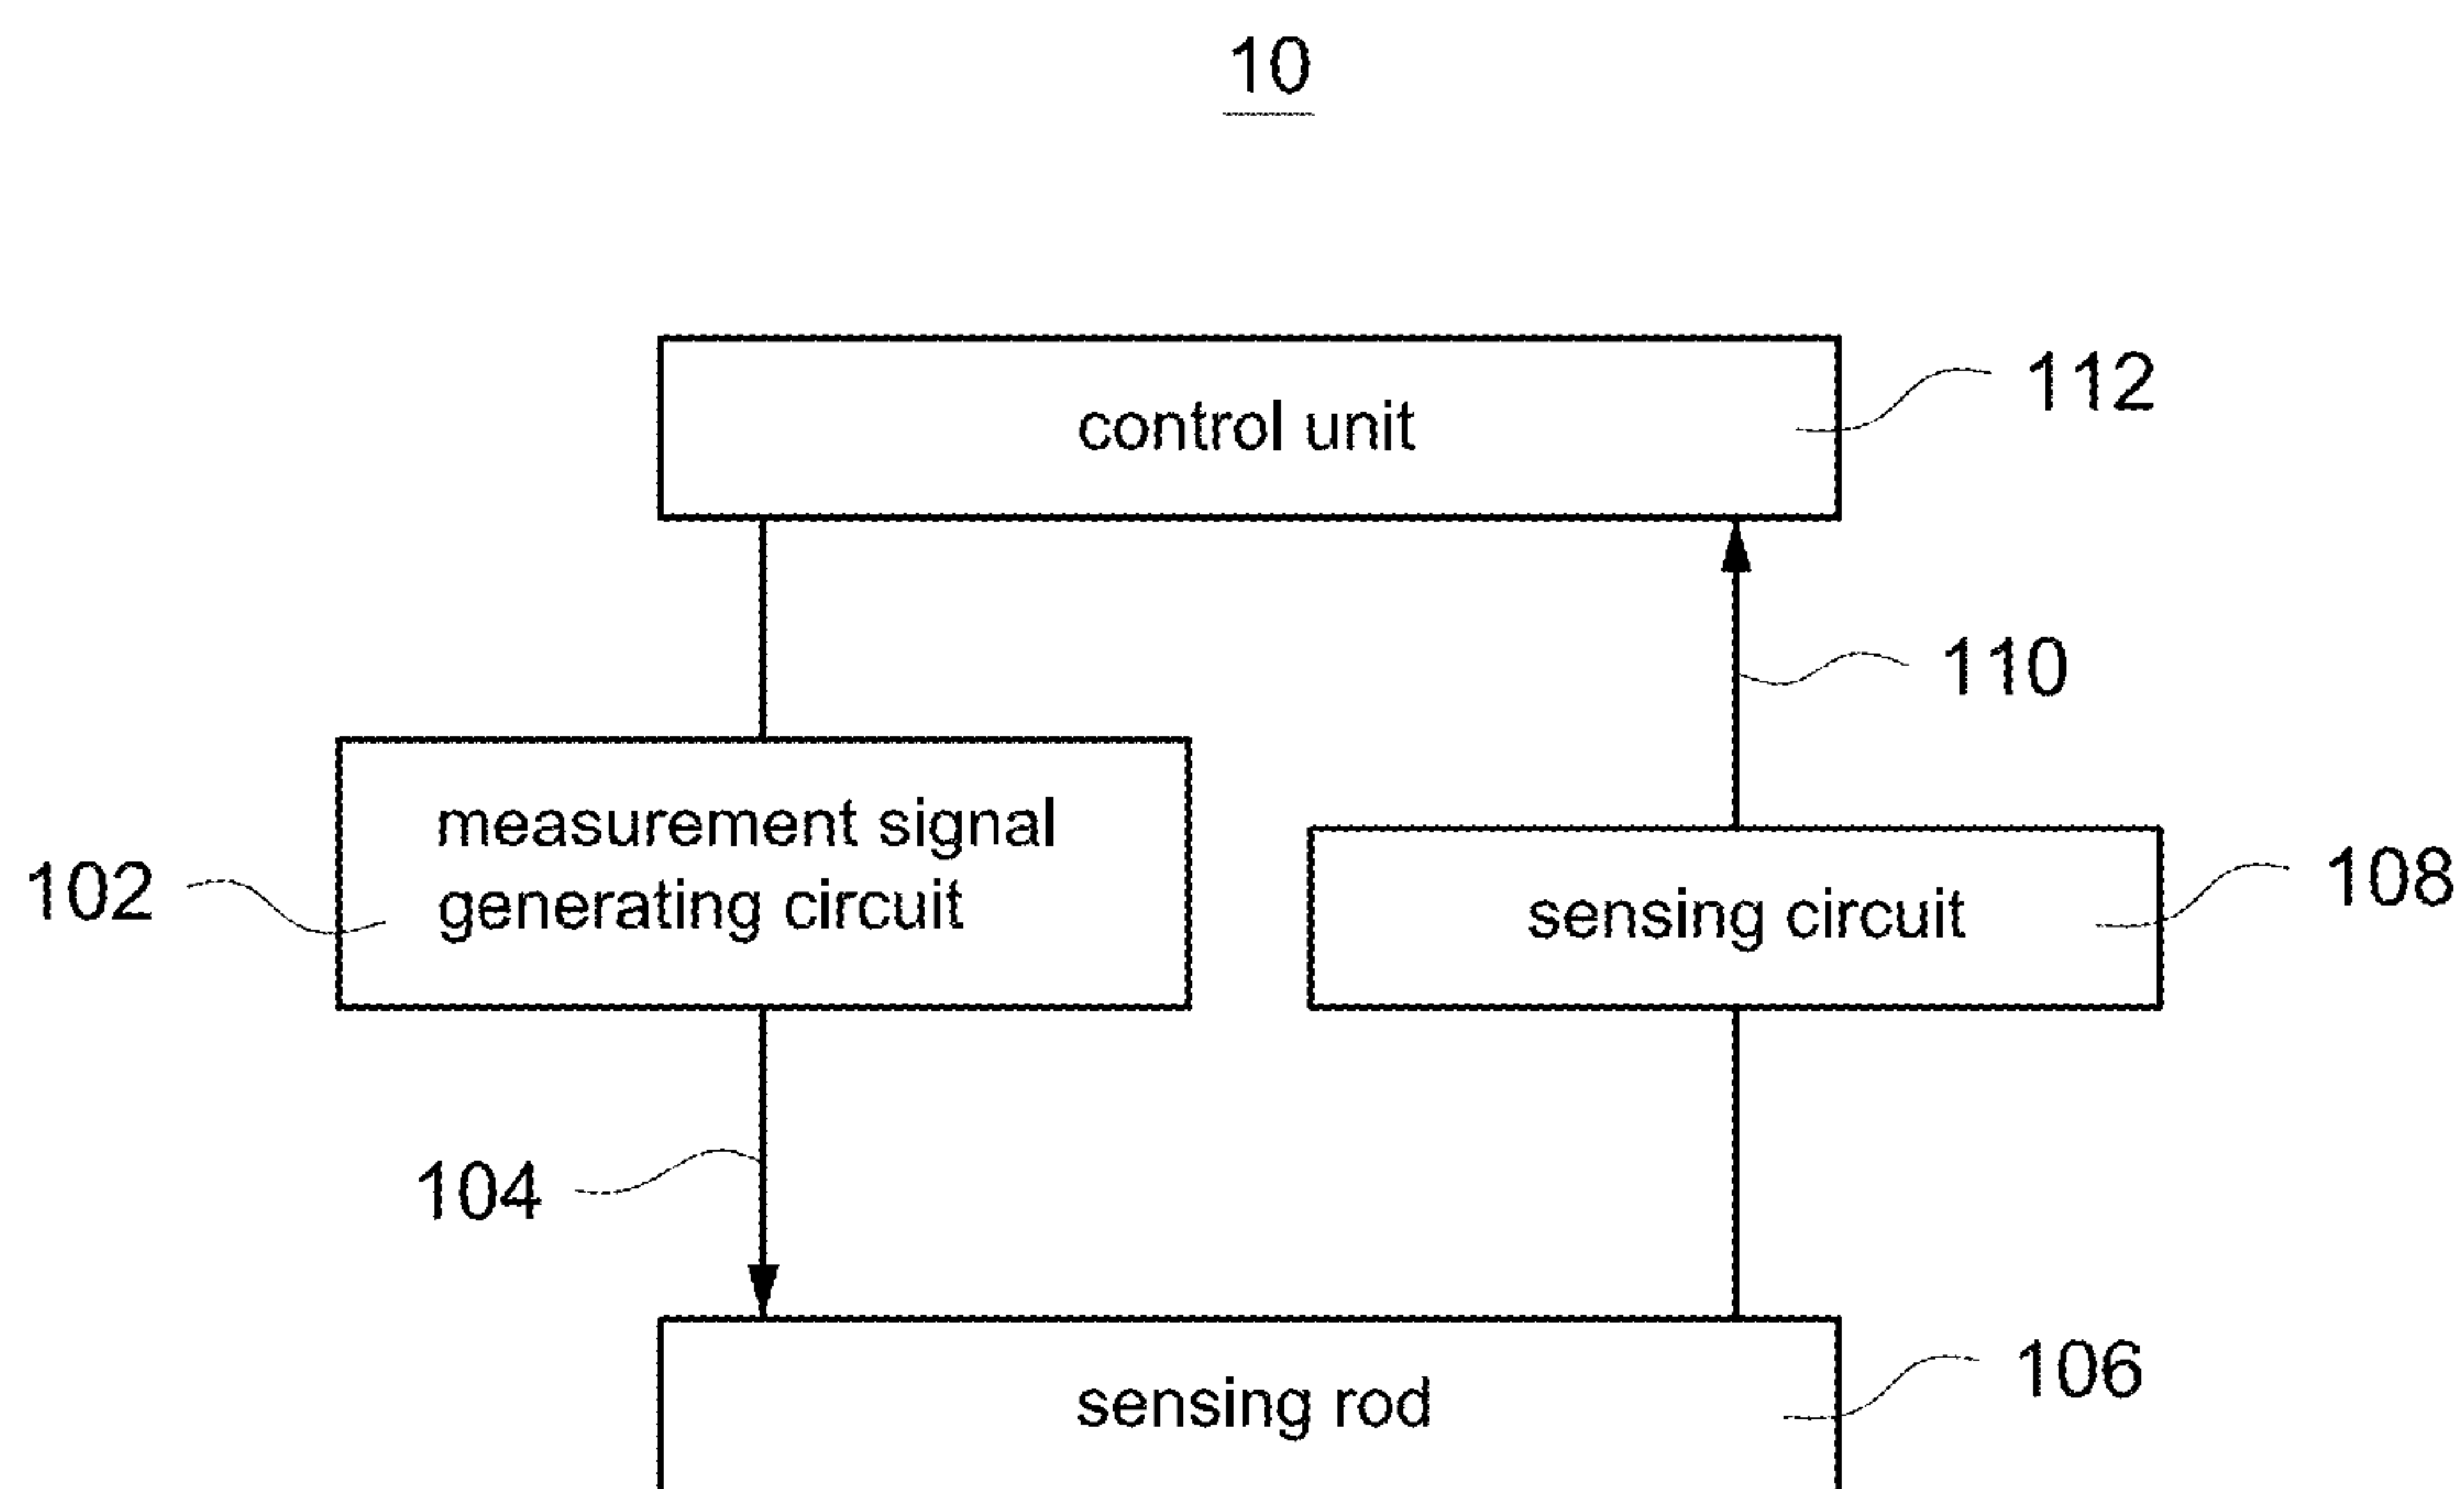 10
control unit
112
110
measurement signal
generating circuit
102
sensing circuit
108
104
sensing rod
106